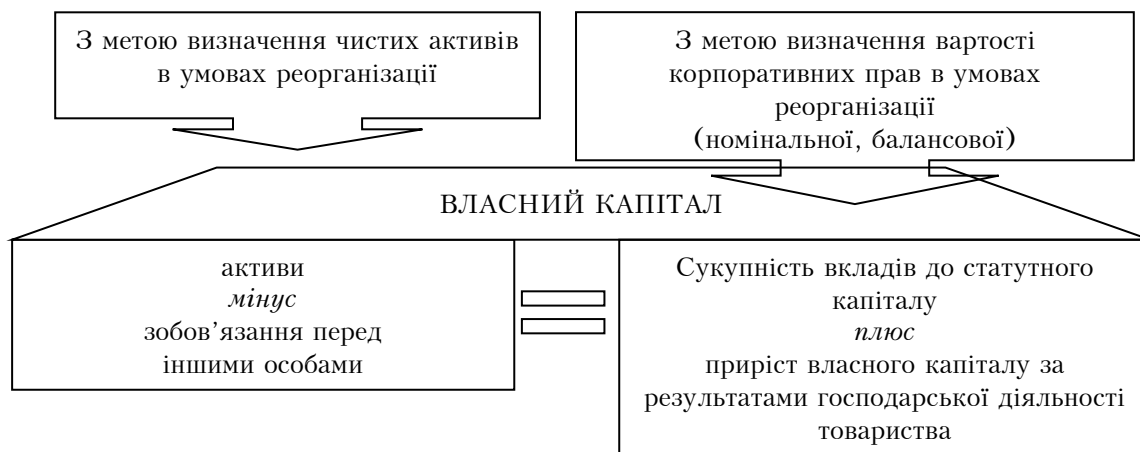 З метою визначення чистих активів
в умовах реорганізації
З метою визначення вартості
корпоративних прав в умовах
реорганізації
(номінальної, балансової)
ВЛАСНИЙ КАПІТАЛ
активи
мінус
зобов’язання перед
іншими особами
Сукупність вкладів до статутного
капіталу
плюс
приріст власного капіталу за
результатами господарської діяльності
товариства